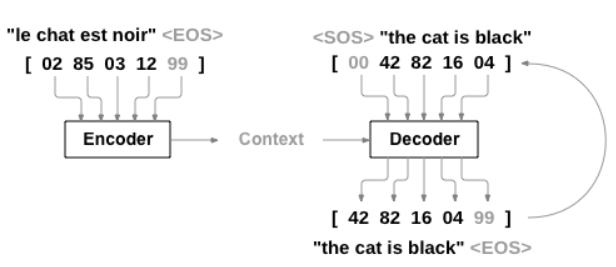 "le chat est noir" <EOS>
[ 02 85 03 12 99 ]
Encoder
Context
<SOS> "the cat is black"
[ 00 42 82 16 04 ]
Decoder
[ 42 82 16 04 99 ]
"the cat is black" <EOS>